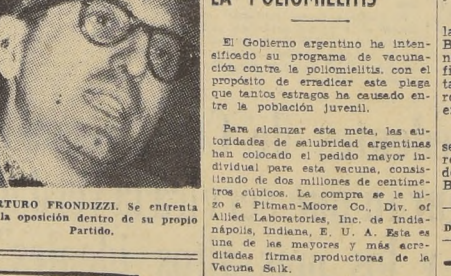 LA POLIOMIELITIS
El Gobierno argentino ha inten-
sificado su programa de vacuna-
ción contra la poliomielitis, con el
propósito de erradicar esta plaga
que tantos estragos ha causado en-
tre la población juvenil.
Para alcanzar esta meta, las au-
toridades de salubridad argentinas
han colocado el pedido mayor in-
dividual para esta vacuna, consis-
tiendo de dos millones de centíme-
tros cúbicos. La compra se le hi-
zo a Pitman-Moore Co., Div. of
Allied Laboratories, Inc. de India-
nápolis, Indiana, E. U. A. Esta es
una de las mayores y más acre-
ditadas firmas productoras de la
Vacuna Salk.
RTURO FRONDIZZI. Se enfrenta
la oposición dentro de su propio
Partido.